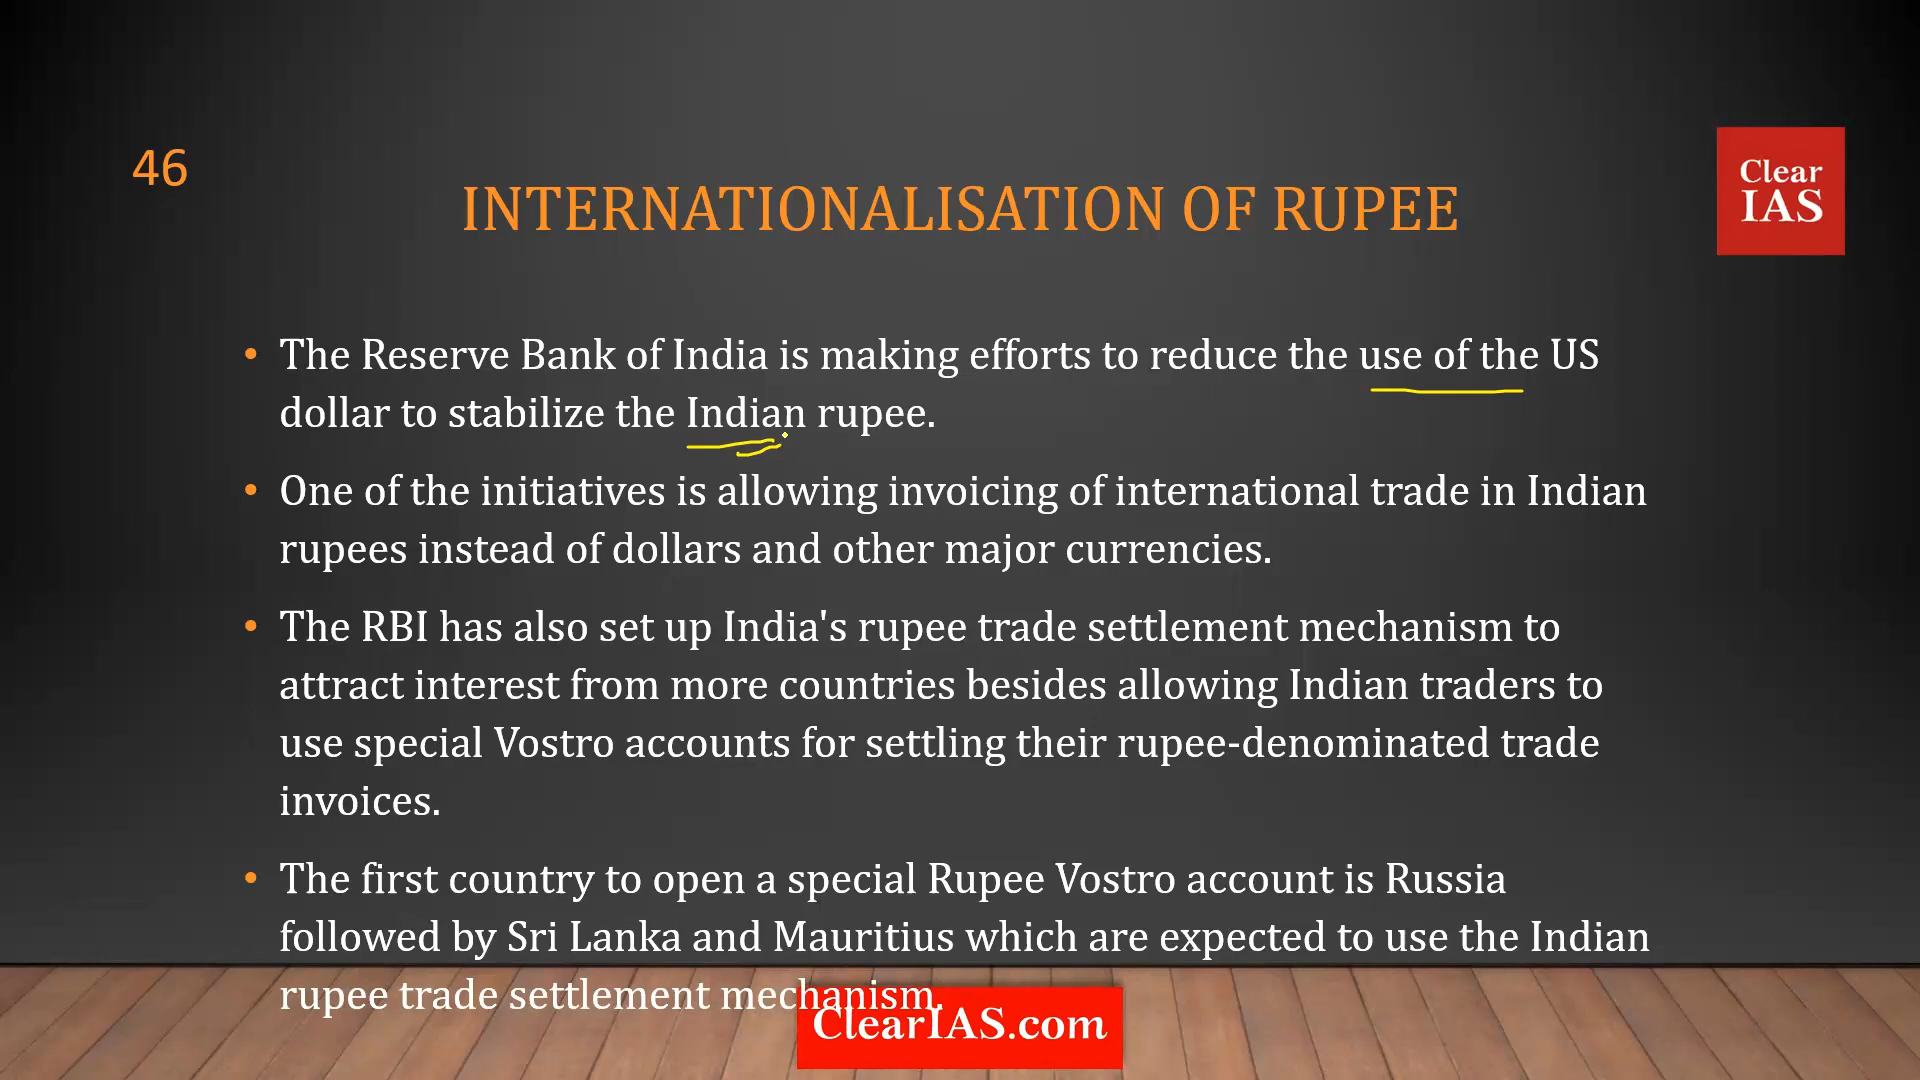 46
Clear
IAS
INTERNATIONALISATION OF RUPEE
• The Reserve Bank of India is making efforts to reduce the use of the US
dollar to stabilize the Indian rupee.
• One of the initiatives is allowing invoicing of international trade in Indian
rupees instead of dollars and other major currencies.
• The RBI has also set up India's rupee trade settlement mechanism to
attract interest from more countries besides allowing Indian traders to
use special Vostro accounts for settling their rupee-denominated trade
invoices.
• The first country to open a special Rupee Vostro account is Russia
followed by Sri Lanka and Mauritius which are expected to use the Indian
rupee trade settlement mechanism.
ClearIAS.com